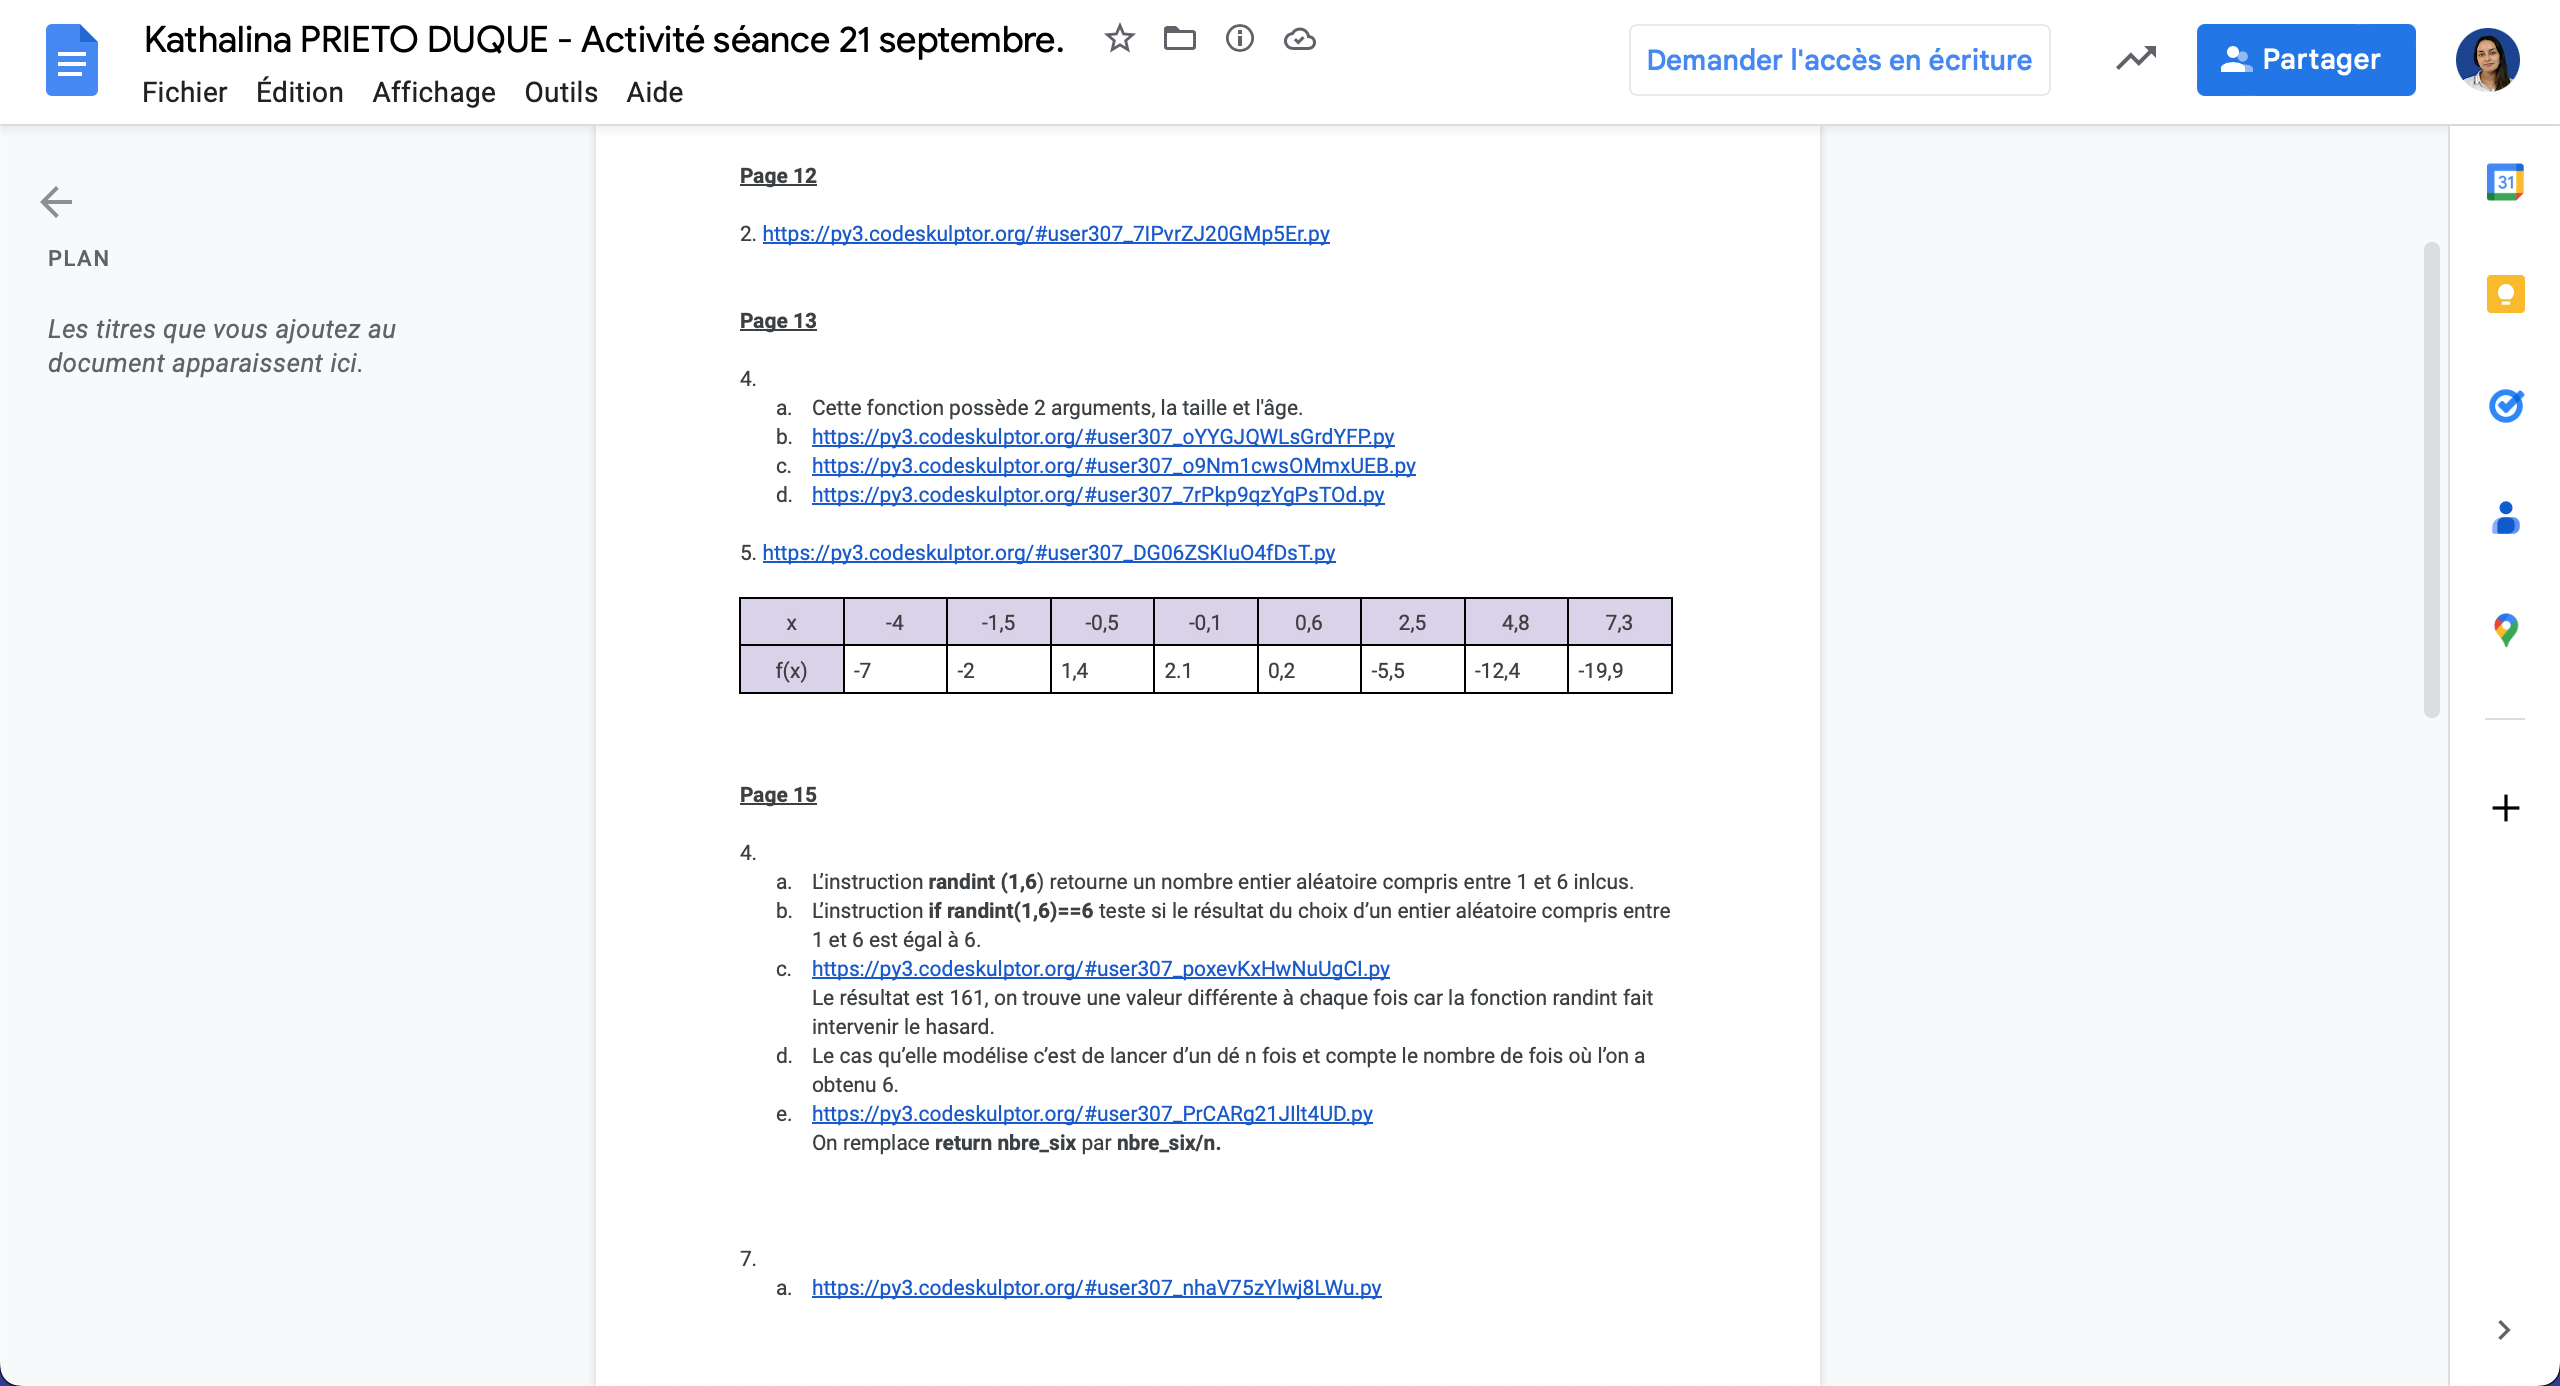 Kathalina PRIETO DUQUE - Activité séance 21 septembre.
Fichier Édition Affichage Outils Aide
Demander l'accès en écriture
Partager
PLAN
Les titres que vous ajoutez au
document apparaissent ici.
Page 12
2. https://py3.codeskulptor.org/#user307_7IPvrZJ20GMp5Er.py
Page 13
4.
a. Cette fonction possède 2 arguments, la taille et l'âge.
b. https://py3.codeskulptor.org/#user307_oYYGJQWLsGrdYFP.py
c. https://py3.codeskulptor.org/#user307_o9Nm1cwsOMmxUEB.py
d. https://py3.codeskulptor.org/#user307_7rPkp9qzYgPsTOd.py
5. https://py3.codeskulptor.org/#user307_DG06ZSKIuO4fDsT.py
x -4 -1,5 -0,5 -0,1 0,6 2,5 4,8 7,3
f(x) -7 -2 1,4 2.1 0,2 -5,5 -12,4 -19,9
Page 15
4.
a. L’instruction randint (1,6) retourne un nombre entier aléatoire compris entre 1 et 6 inlcus.
b. L’instruction if randint(1,6)==6 teste si le résultat du choix d’un entier aléatoire compris entre
1 et 6 est égal à 6.
c. https://py3.codeskulptor.org/#user307_poxevKxHwNuUgCI.py
Le résultat est 161, on trouve une valeur différente à chaque fois car la fonction randint fait
intervenir le hasard.
d. Le cas qu’elle modélise c’est de lancer d’un dé n fois et compte le nombre de fois où l’on a
obtenu 6.
e. https://py3.codeskulptor.org/#user307_PrCARg21JIlt4UD.py
On remplace return nbre_six par nbre_six/n.
7.
a. https://py3.codeskulptor.org/#user307_nhaV75zYlwj8LWu.py
31